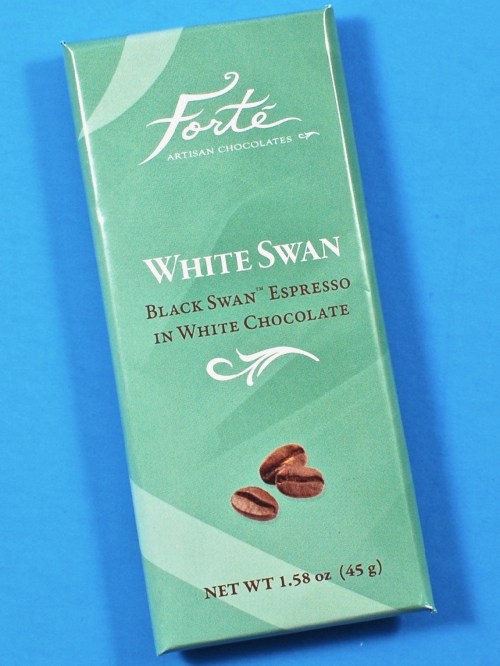 Forté
ARTISAN CHOCOLATES
WHITE SWAN
BLACK SWAN™ ESPRESSO
IN WHITE CHOCOLATE
NET WT 1.58 oz (45 g)